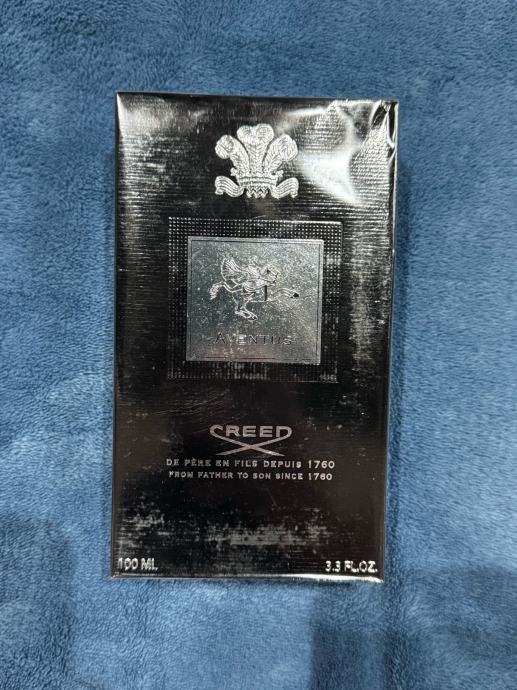 AVENTUS
CREED
DE PÈRE EN FILS DEPUIS 1760
FROM FATHER TO SON SINCE 1760
100 ML. 3.3 FL.OZ.